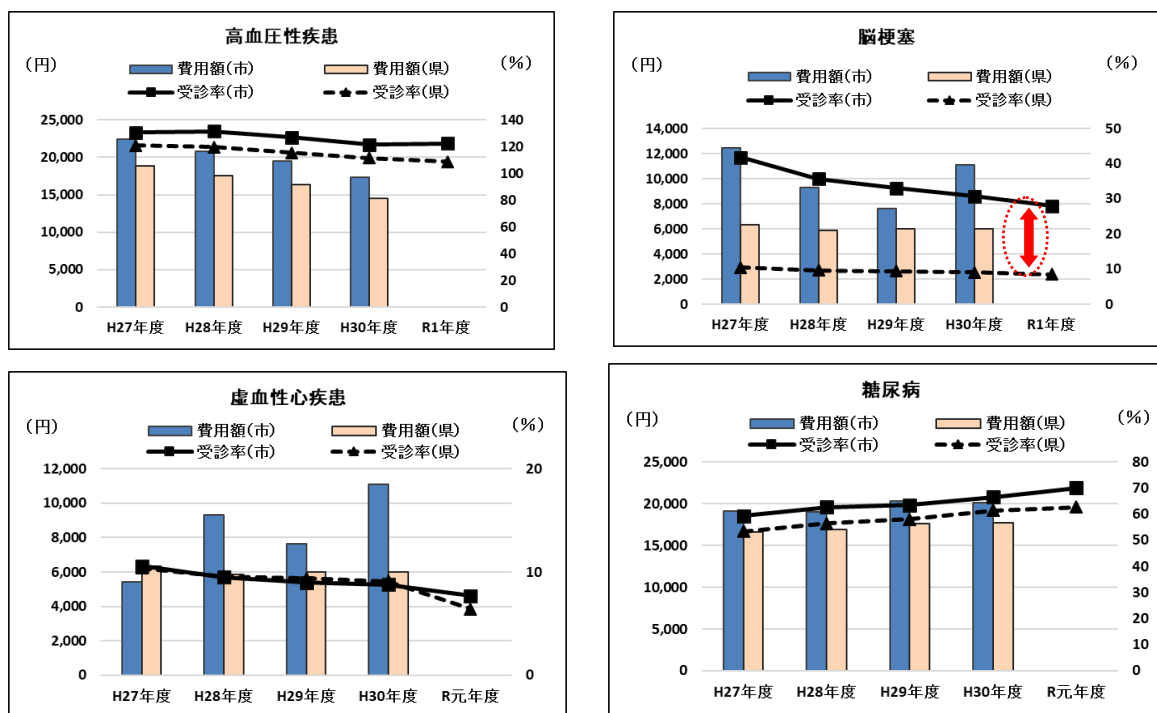 高血圧性疾患
（円）
（%）
費用額(市) 費用額(県)
受診率(市) 受診率(県)
25,000 140
20,000 120
15,000 100
10,000 80
5,000 60
0 40
20
0
H27年度 H28年度 H29年度 H30年度 R1年度
脳梗塞
（円）
（%）
費用額(市) 費用額(県)
受診率(市) 受診率(県)
14,000 50
12,000 40
10,000 30
8,000 20
6,000 10
4,000 0
2,000
0
H27年度 H28年度 H29年度 H30年度 R1年度
虚血性心疾患
（円）
（%）
費用額(市) 費用額(県)
受診率(市) 受診率(県)
12,000 20
10,000
8,000
6,000 10
4,000
2,000
0 0
H27年度 H28年度 H29年度 H30年度 R元年度
糖尿病
（円）
（%）
費用額(市) 費用額(県)
受診率(市) 受診率(県)
25,000 80
20,000 70
15,000 60
10,000 50
5,000 40
0 30
20
10
0
H27年度 H28年度 H29年度 H30年度 R元年度